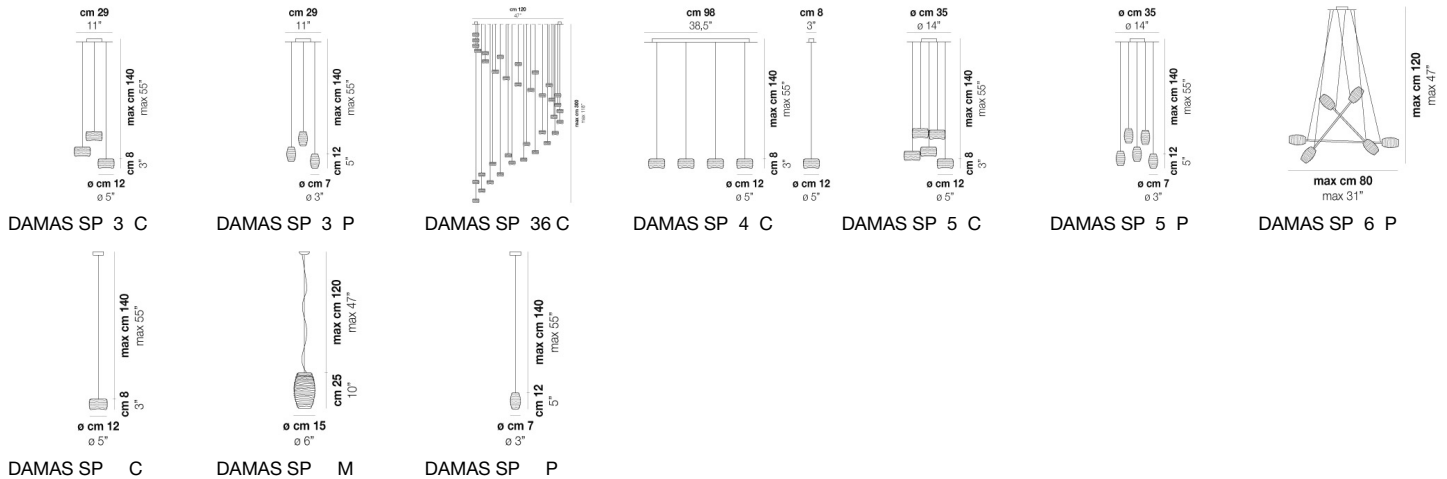 cm 29
11"
max cm 140
max 55"
cm 8
3"
ø cm 12
ø 5"
DAMAS SP 3 C
cm 29
11"
max cm 140
max 55"
cm 12
5"
ø cm 7
ø 3"
DAMAS SP 3 P
cm 120
47"
max cm 300
max 118"
DAMAS SP 36 C
cm 98
38,5"
cm 8
3"
max cm 140
max 55"
cm 8
3"
ø cm 12
ø 5"
ø cm 12
ø 5"
DAMAS SP 4 C
ø cm 35
ø 14"
max cm 140
max 55"
cm 8
3"
ø cm 12
ø 5"
DAMAS SP 5 C
ø cm 35
ø 14"
max cm 140
max 55"
cm 12
5"
ø cm 7
ø 3"
DAMAS SP 5 P
max cm 120
max 47"
max cm 80
max 31"
DAMAS SP 6 P
max cm 140
max 55"
cm 8
3"
ø cm 12
ø 5"
DAMAS SP C
max cm 120
max 47"
cm 25
10"
ø cm 15
ø 6"
DAMAS SP M
max cm 140
max 55"
cm 12
5"
ø cm 7
ø 3"
DAMAS SP P